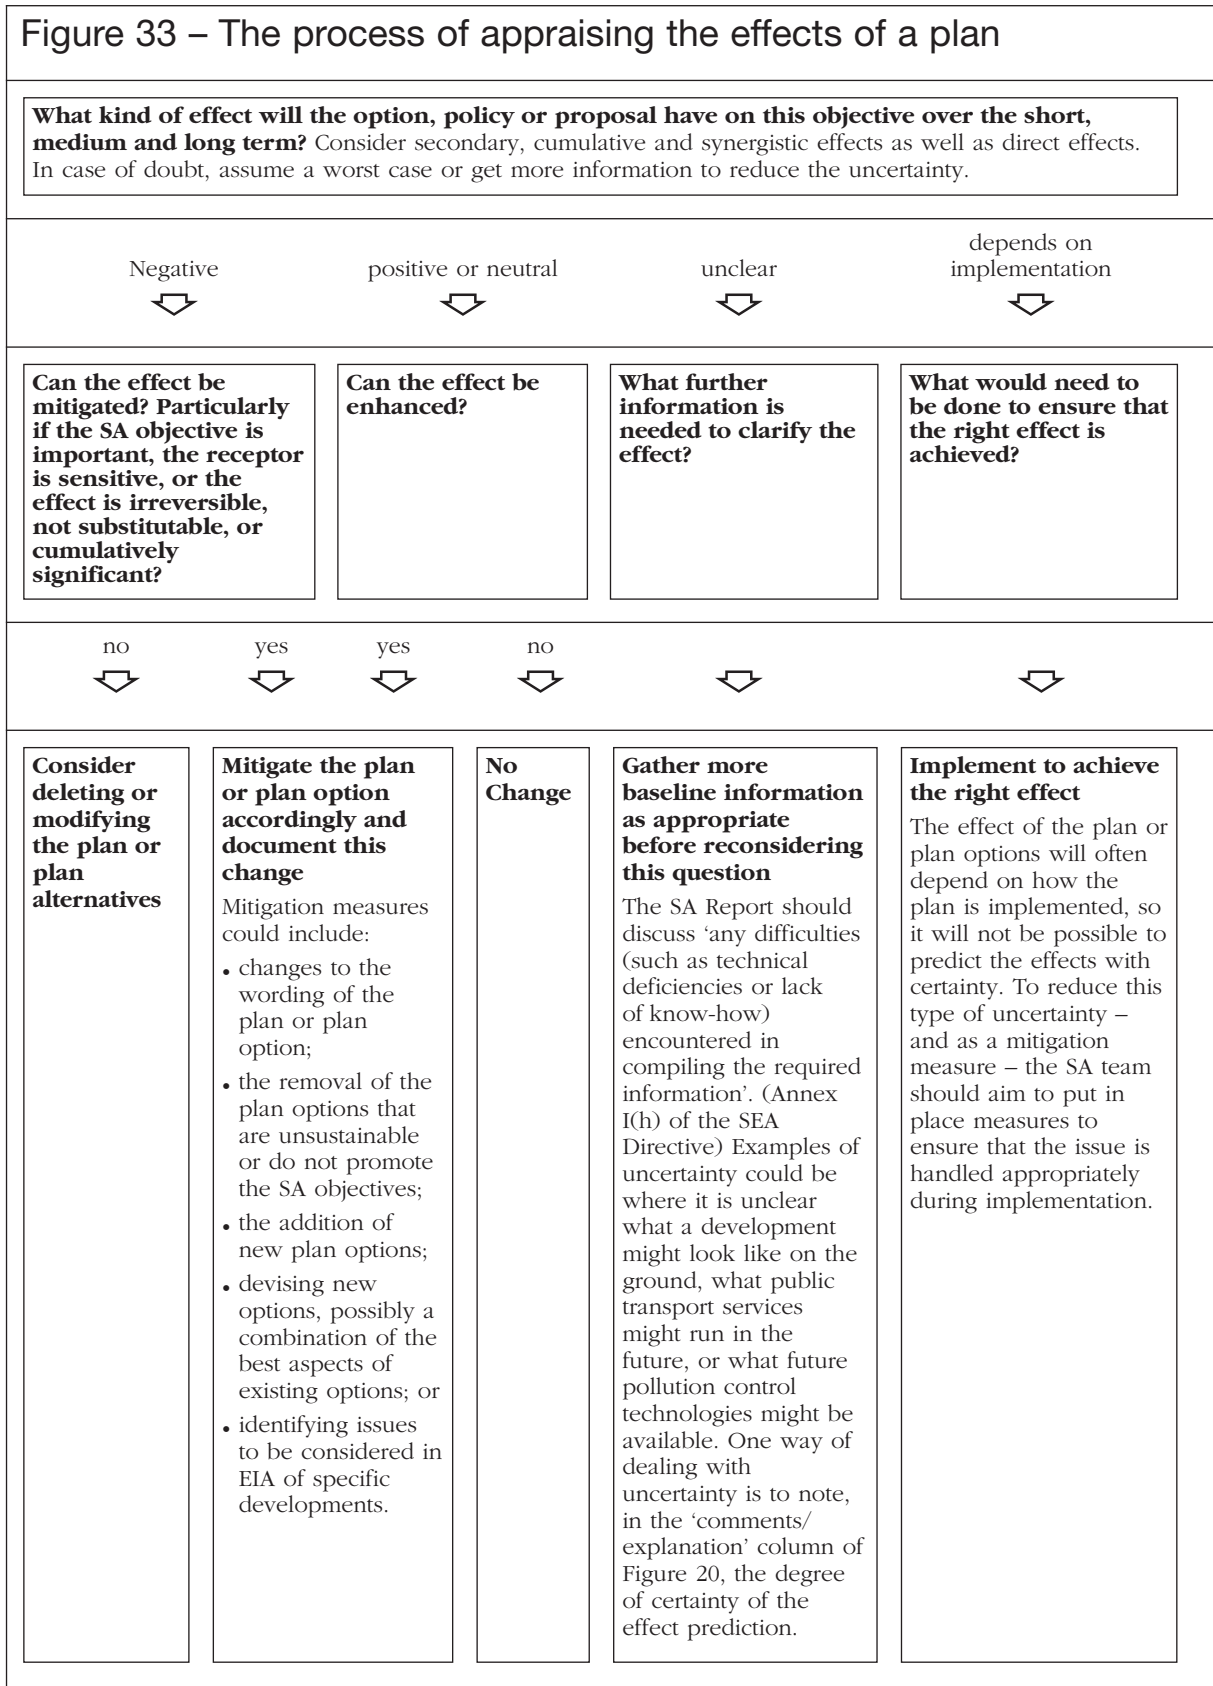 Figure 33 – The process of appraising the effects of a plan
What kind of effect will the option, policy or proposal have on this objective over the short,
medium and long term? Consider secondary, cumulative and synergistic effects as well as direct effects.
In case of doubt, assume a worst case or get more information to reduce the uncertainty.
Negative
positive or neutral
unclear
depends on
implementation
Can the effect be
mitigated? Particularly
if the SA objective is
important, the receptor
is sensitive, or the
effect is irreversible,
not substitutable, or
cumulatively
significant?
Can the effect be
enhanced?
What further
information is
needed to clarify the
effect?
What would need to
be done to ensure that
the right effect is
achieved?
no
yes
yes
no
Consider
deleting or
modifying
the plan or
plan
alternatives
Mitigate the plan
or plan option
accordingly and
document this
change
Mitigation measures
could include:
• changes to the
wording of the
plan or plan
option;
• the removal of the
plan options that
are unsustainable
or do not promote
the SA objectives;
• the addition of
new plan options;
• devising new
options, possibly a
combination of the
best aspects of
existing options; or
• identifying issues
to be considered in
EIA of specific
developments.
No
Change
Gather more
baseline information
as appropriate
before reconsidering
this question
The SA Report should
discuss ‘any difficulties
(such as technical
deficiencies or lack
of know-how)
encountered in
compiling the required
information’. (Annex
I(h) of the SEA
Directive) Examples of
uncertainty could be
where it is unclear
what a development
might look like on the
ground, what public
transport services
might run in the
future, or what future
pollution control
technologies might be
available. One way of
dealing with
uncertainty is to note,
in the ‘comments/
explanation’ column of
Figure 20, the degree
of certainty of the
effect prediction.
Implement to achieve
the right effect
The effect of the plan or
plan options will often
depend on how the
plan is implemented, so
it will not be possible to
predict the effects with
certainty. To reduce this
type of uncertainty –
and as a mitigation
measure – the SA team
should aim to put in
place measures to
ensure that the issue is
handled appropriately
during implementation.